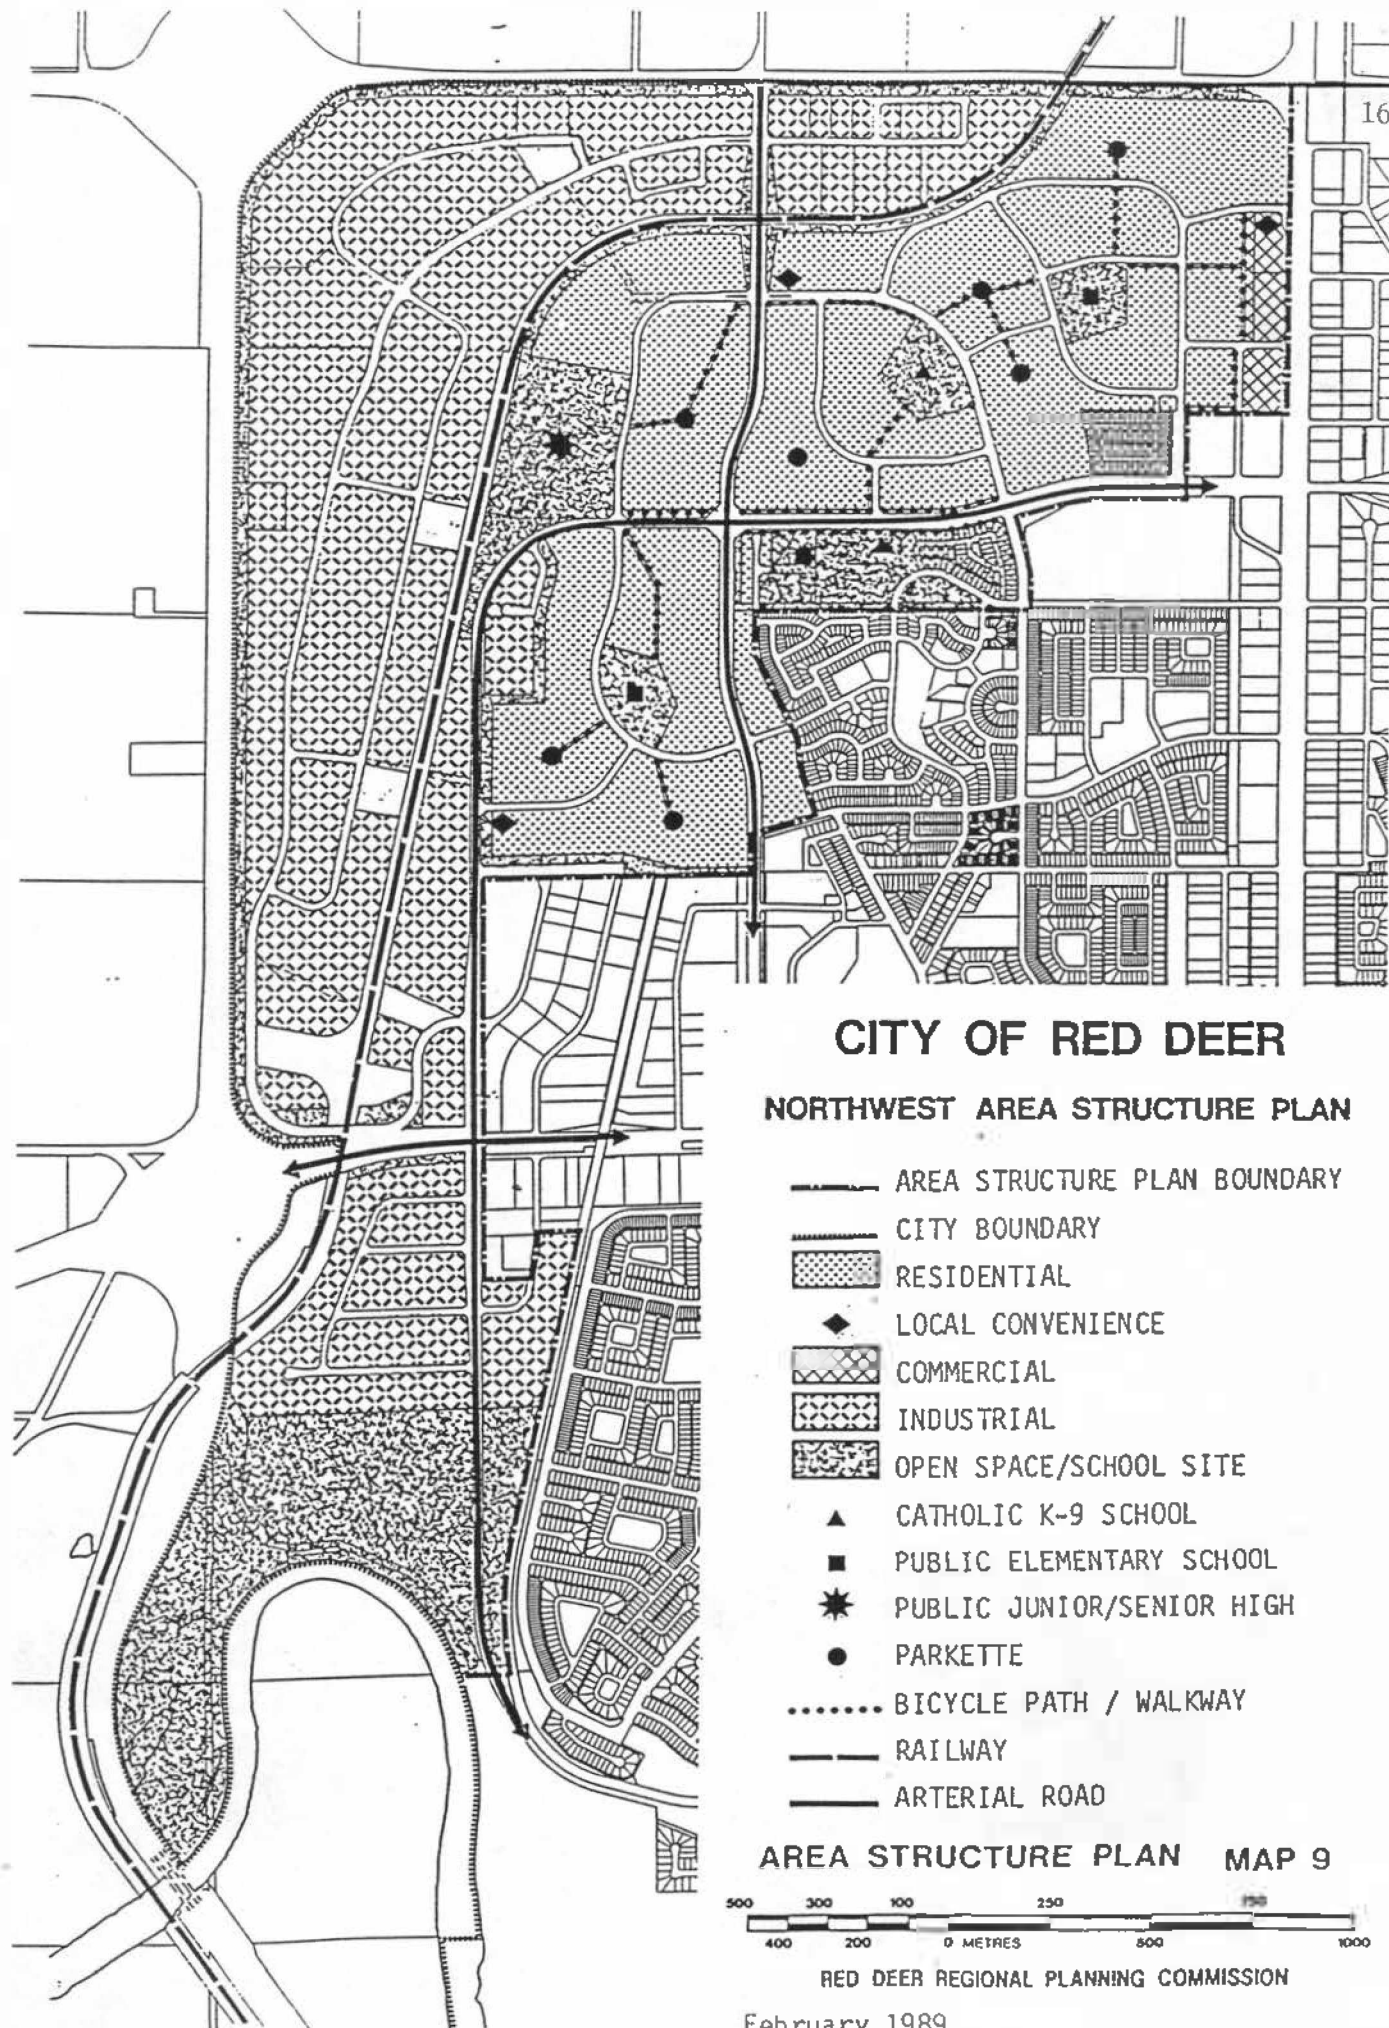 16
CITY OF RED DEER
NORTHWEST AREA STRUCTURE PLAN
AREA STRUCTURE PLAN BOUNDARY
CITY BOUNDARY
RESIDENTIAL
LOCAL CONVENIENCE
COMMERCIAL
INDUSTRIAL
OPEN SPACE/SCHOOL SITE
CATHOLIC K-9 SCHOOL
PUBLIC ELEMENTARY SCHOOL
PUBLIC JUNIOR/SENIOR HIGH
PARKETTE
BICYCLE PATH / WALKWAY
RAILWAY
ARTERIAL ROAD
AREA STRUCTURE PLAN MAP 9
500 300 100 250 750
400 200 0 METRES 500 1000
RED DEER REGIONAL PLANNING COMMISSION
February 1989